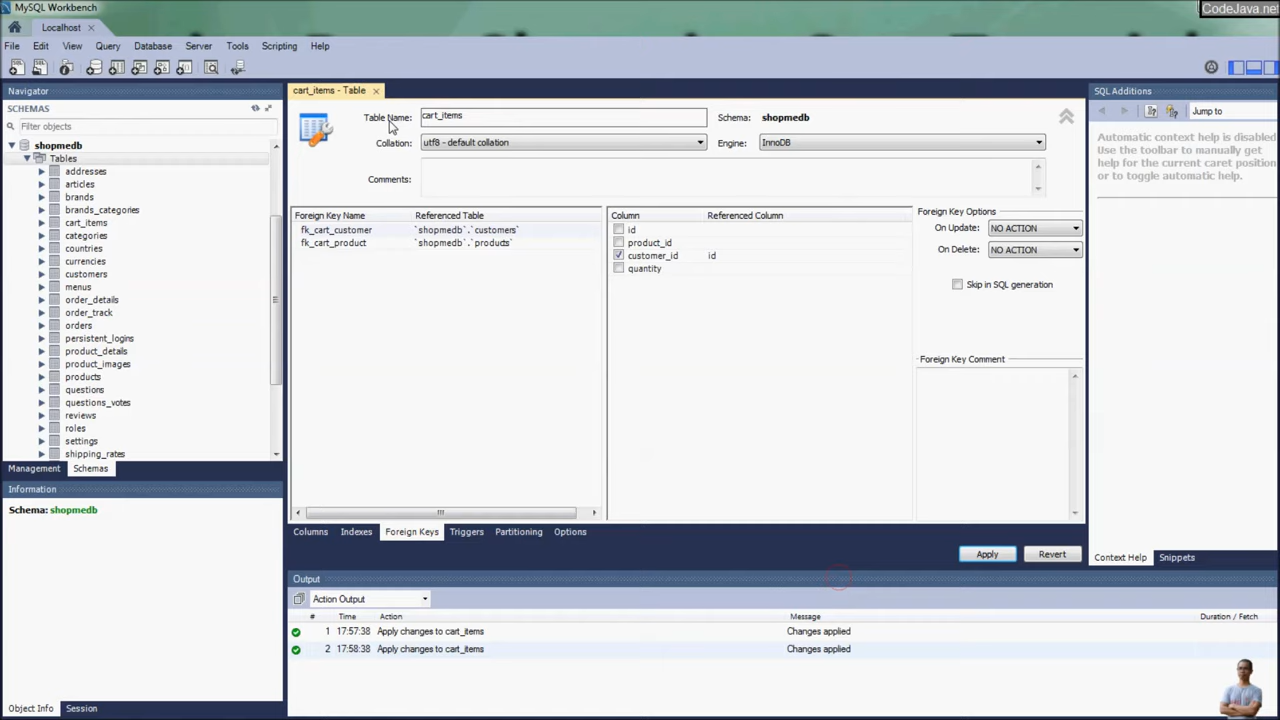 MySQL Workbench
CodeJava.net
Localhost
File Edit View Query Database Server Tools Scripting Help
Navigator
SCHEMAS
Filter objects
shopmedb
Tables
addresses
articles
brands
brands_categories
cart_items
categories
countries
currencies
customers
menus
order_details
order_track
orders
persistent_logins
product_details
product_images
products
questions
questions_votes
reviews
roles
settings
shipping_rates
Management Schemas
Information
Schema: shopmedb
Object Info Session
cart_items - Table
Table Name: cart_items Schema: shopmedb
Collation: utf8 - default collation Engine: InnoDB
Comments:
Foreign Key Name Referenced Table
fk_cart_customer `shopmedb`.`customers`
fk_cart_product `shopmedb`.`products`
Column Referenced Column
id
product_id
customer_id id
quantity
Foreign Key Options
On Update: NO ACTION
On Delete: NO ACTION
Skip in SQL generation
Foreign Key Comment
Columns Indexes Foreign Keys Triggers Partitioning Options
Apply Revert
SQL Additions
Jump to
Automatic context help is disabled
Use the toolbar to manually get
help for the current caret position
or to toggle automatic help.
Context Help Snippets
Output
Action Output
# Time Action Message Duration / Fetch
1 17:57:38 Apply changes to cart_items Changes applied
2 17:58:38 Apply changes to cart_items Changes applied